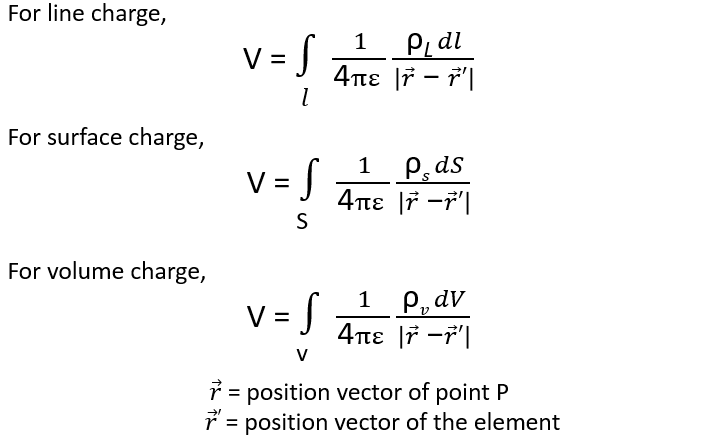 For line charge,
V = ∫_l 1/4πε ρ_L dl/|r⃗ − r⃗′|
For surface charge,
V = ∫_S 1/4πε ρ_s dS/|r⃗ −r⃗′|
For volume charge,
V = ∫_v 1/4πε ρ_v dV/|r⃗ −r⃗′|
r⃗ = position vector of point P
r⃗′ = position vector of the element